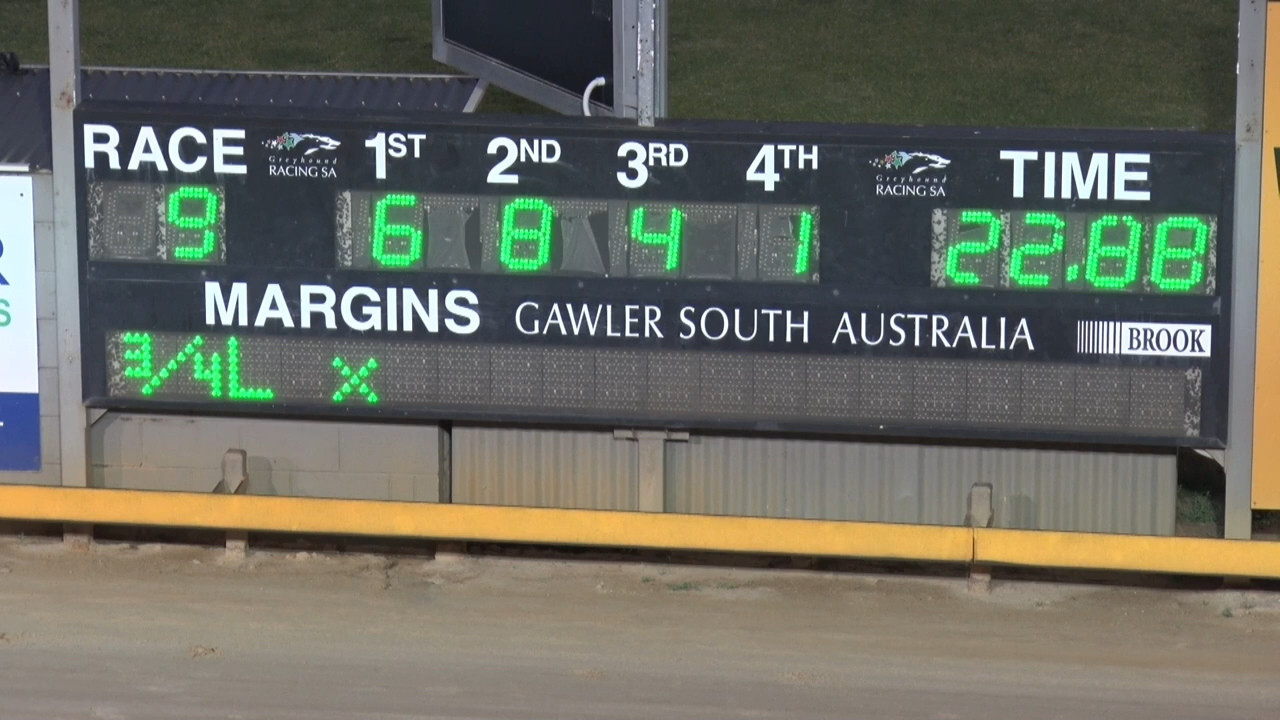 RACE Greyhound RACING SA 1ST 2ND 3RD 4TH Greyhound RACING SA TIME
9 6 8 4 1 22.88
MARGINS GAWLER SOUTH AUSTRALIA BROOK
3/4L X